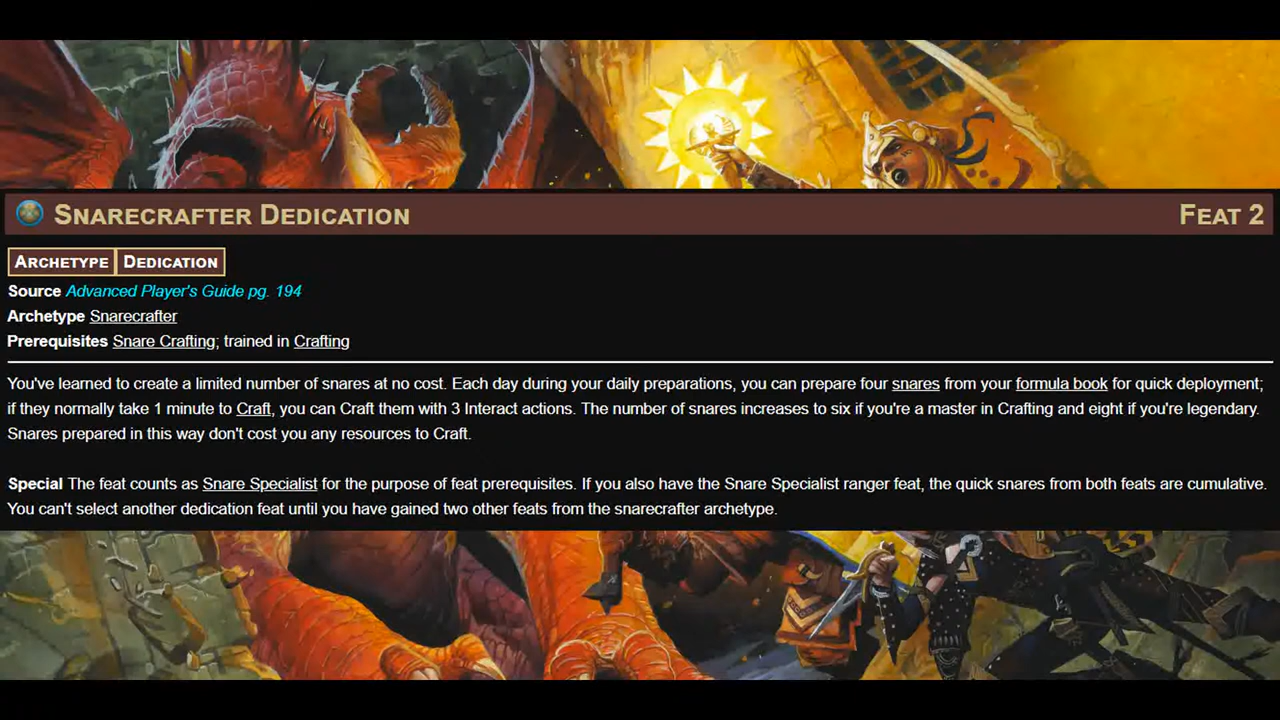 Snarecrafter Dedication Feat 2
Archetype Dedication
Source Advanced Player's Guide pg. 194
Archetype Snarecrafter
Prerequisites Snare Crafting; trained in Crafting
You've learned to create a limited number of snares at no cost. Each day during your daily preparations, you can prepare four snares from your formula book for quick deployment;
if they normally take 1 minute to Craft, you can Craft them with 3 Interact actions. The number of snares increases to six if you're a master in Crafting and eight if you're legendary.
Snares prepared in this way don't cost you any resources to Craft.
Special The feat counts as Snare Specialist for the purpose of feat prerequisites. If you also have the Snare Specialist ranger feat, the quick snares from both feats are cumulative.
You can't select another dedication feat until you have gained two other feats from the snarecrafter archetype.